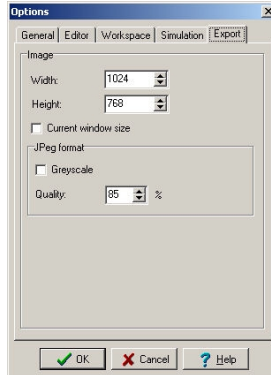 Options
General Editor Workspace Simulation Export
Image
Width: 1024
Height: 768
Current window size
JPeg format
Greyscale
Quality: 85 %
OK Cancel ? Help